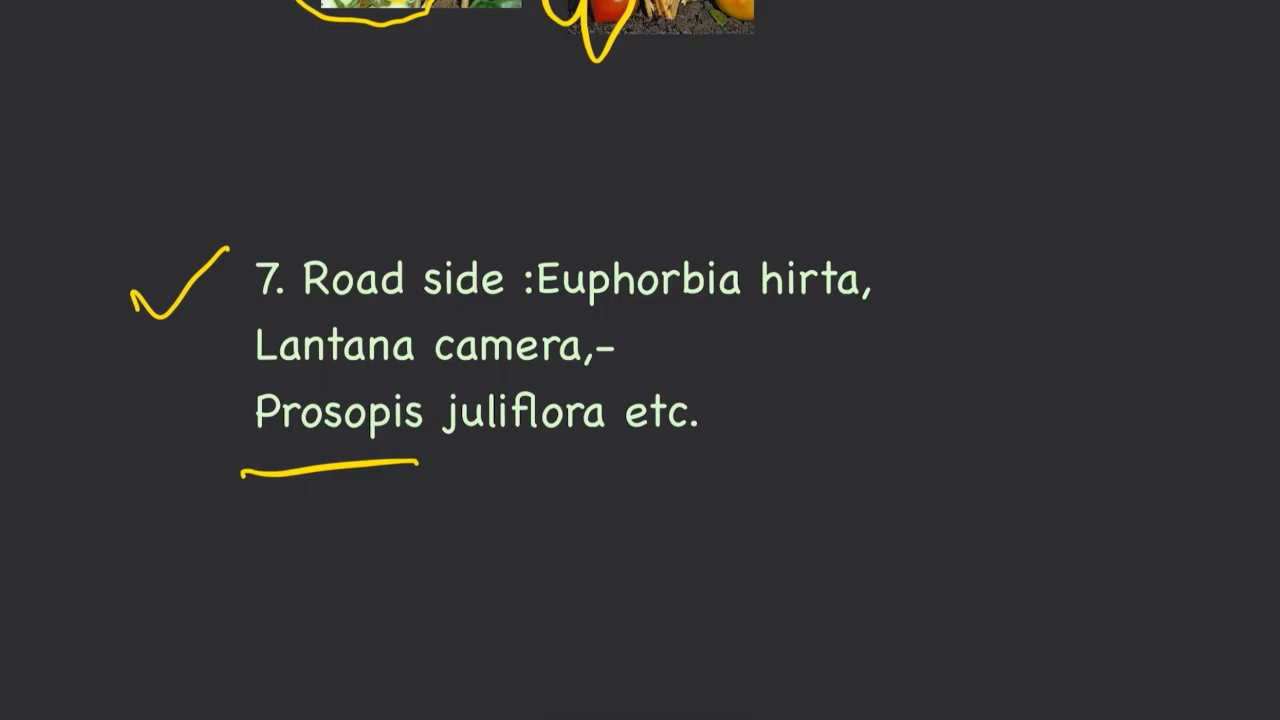 7. Road side :Euphorbia hirta,
Lantana camera,-
Prosopis juliflora etc.